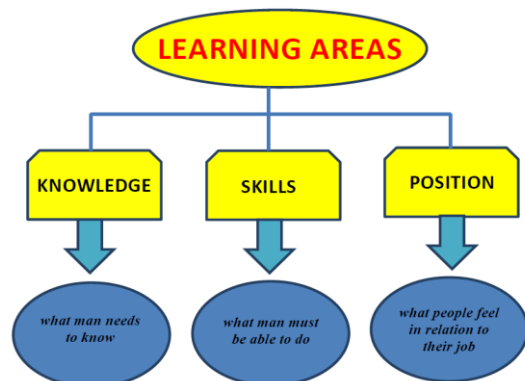 LEARNING AREAS
KNOWLEDGE
SKILLS
POSITION
what man needs
to know
what man must
be able to do
what people feel
in relation to
their job